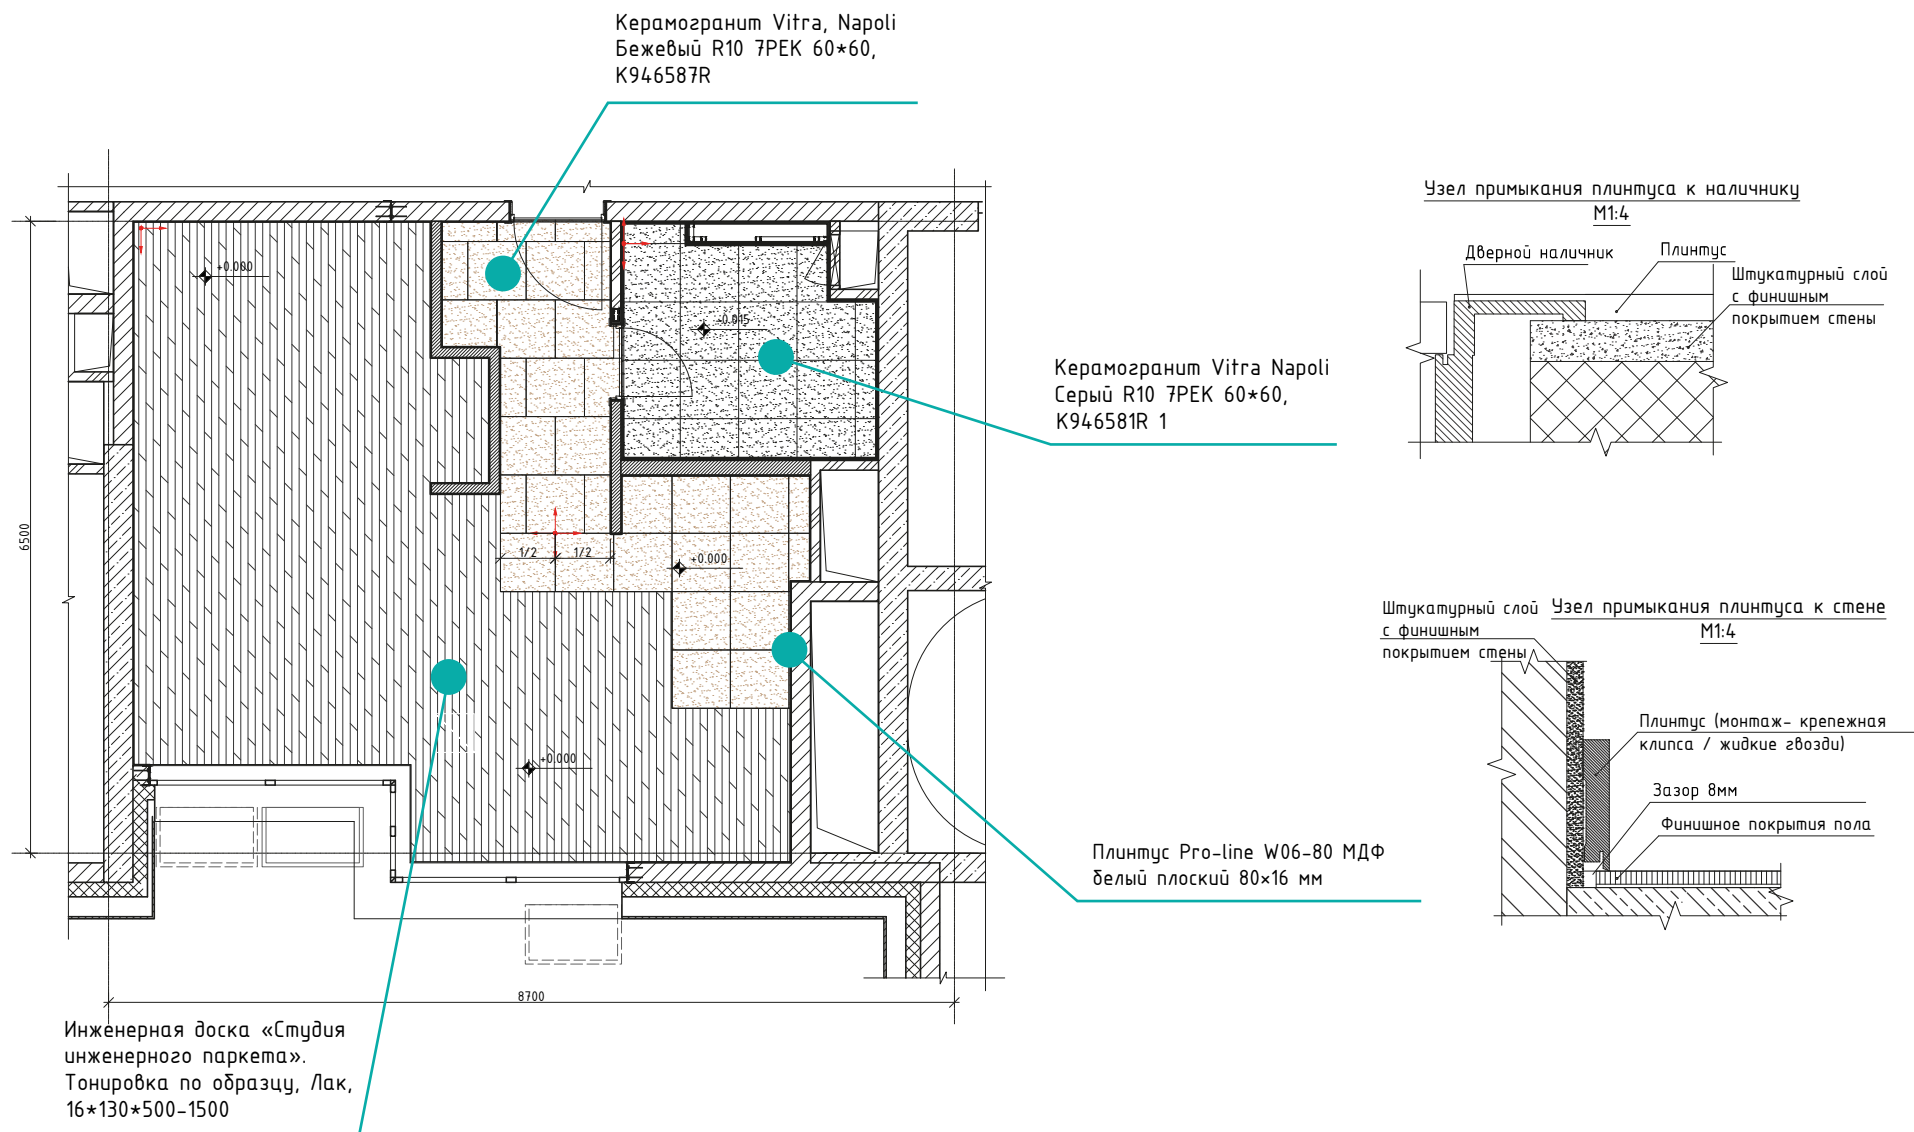 Керамогранит Vitra, Napoli
Бежевый R10 7РЕК 60*60,
К946587R
Узел примыкания плинтуса к наличнику
М1:4
Дверной наличник
Плинтус
Штукатурный слой
с финишным
покрытием стены
+0.000
-0.015
Керамогранит Vitra Napoli
Серый R10 7РЕК 60*60,
К946581R 1
6500
1/2
1/2
+0.000
Штукатурный слой
с финишным
покрытием стены
Узел примыкания плинтуса к стене
М1:4
Плинтус (монтаж- крепежная
клипса / жидкие гвозди)
+0.000
Зазор 8мм
Финишное покрытия пола
Плинтус Pro-line W06-80 МДФ
белый плоский 80×16 мм
8700
Инженерная доска «Студия
инженерного паркета».
Тонировка по образцу, Лак,
16*130*500-1500